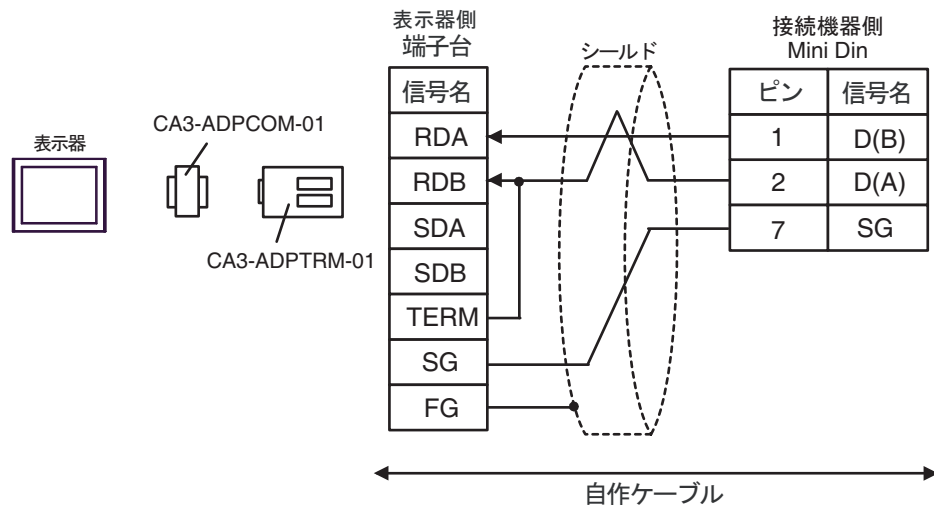 表示器
CA3-ADPCOM-01
CA3-ADPTRM-01
表示器側
端子台
信号名
RDA
RDB
SDA
SDB
TERM
SG
FG
シールド
接続機器側
Mini Din
ピン 信号名
1 D(B)
2 D(A)
7 SG
自作ケーブル